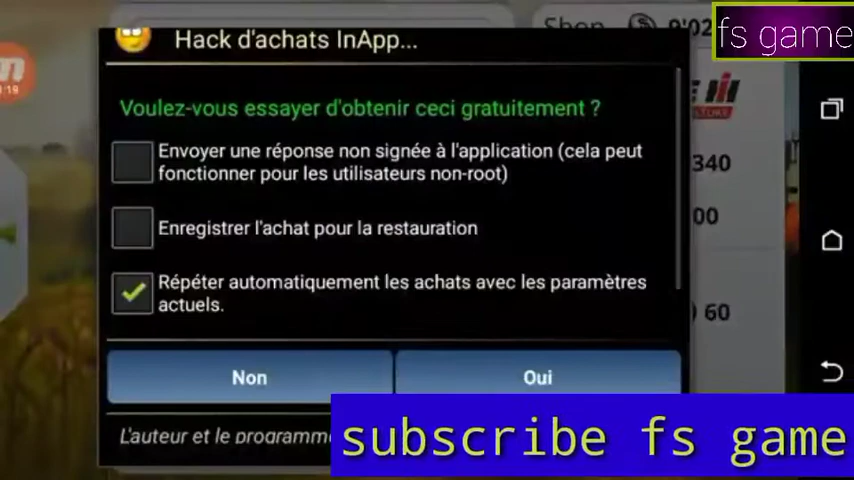 Hack d'achats InApp...
fs game
Voulez-vous essayer d'obtenir ceci gratuitement ?
Envoyer une réponse non signée à l'application (cela peut
fonctionner pour les utilisateurs non-root)
340
00
Enregistrer l'achat pour la restauration
Répéter automatiquement les achats avec les paramètres
actuels.
60
Non
Oui
L'auteur et le programme
subscribe fs game